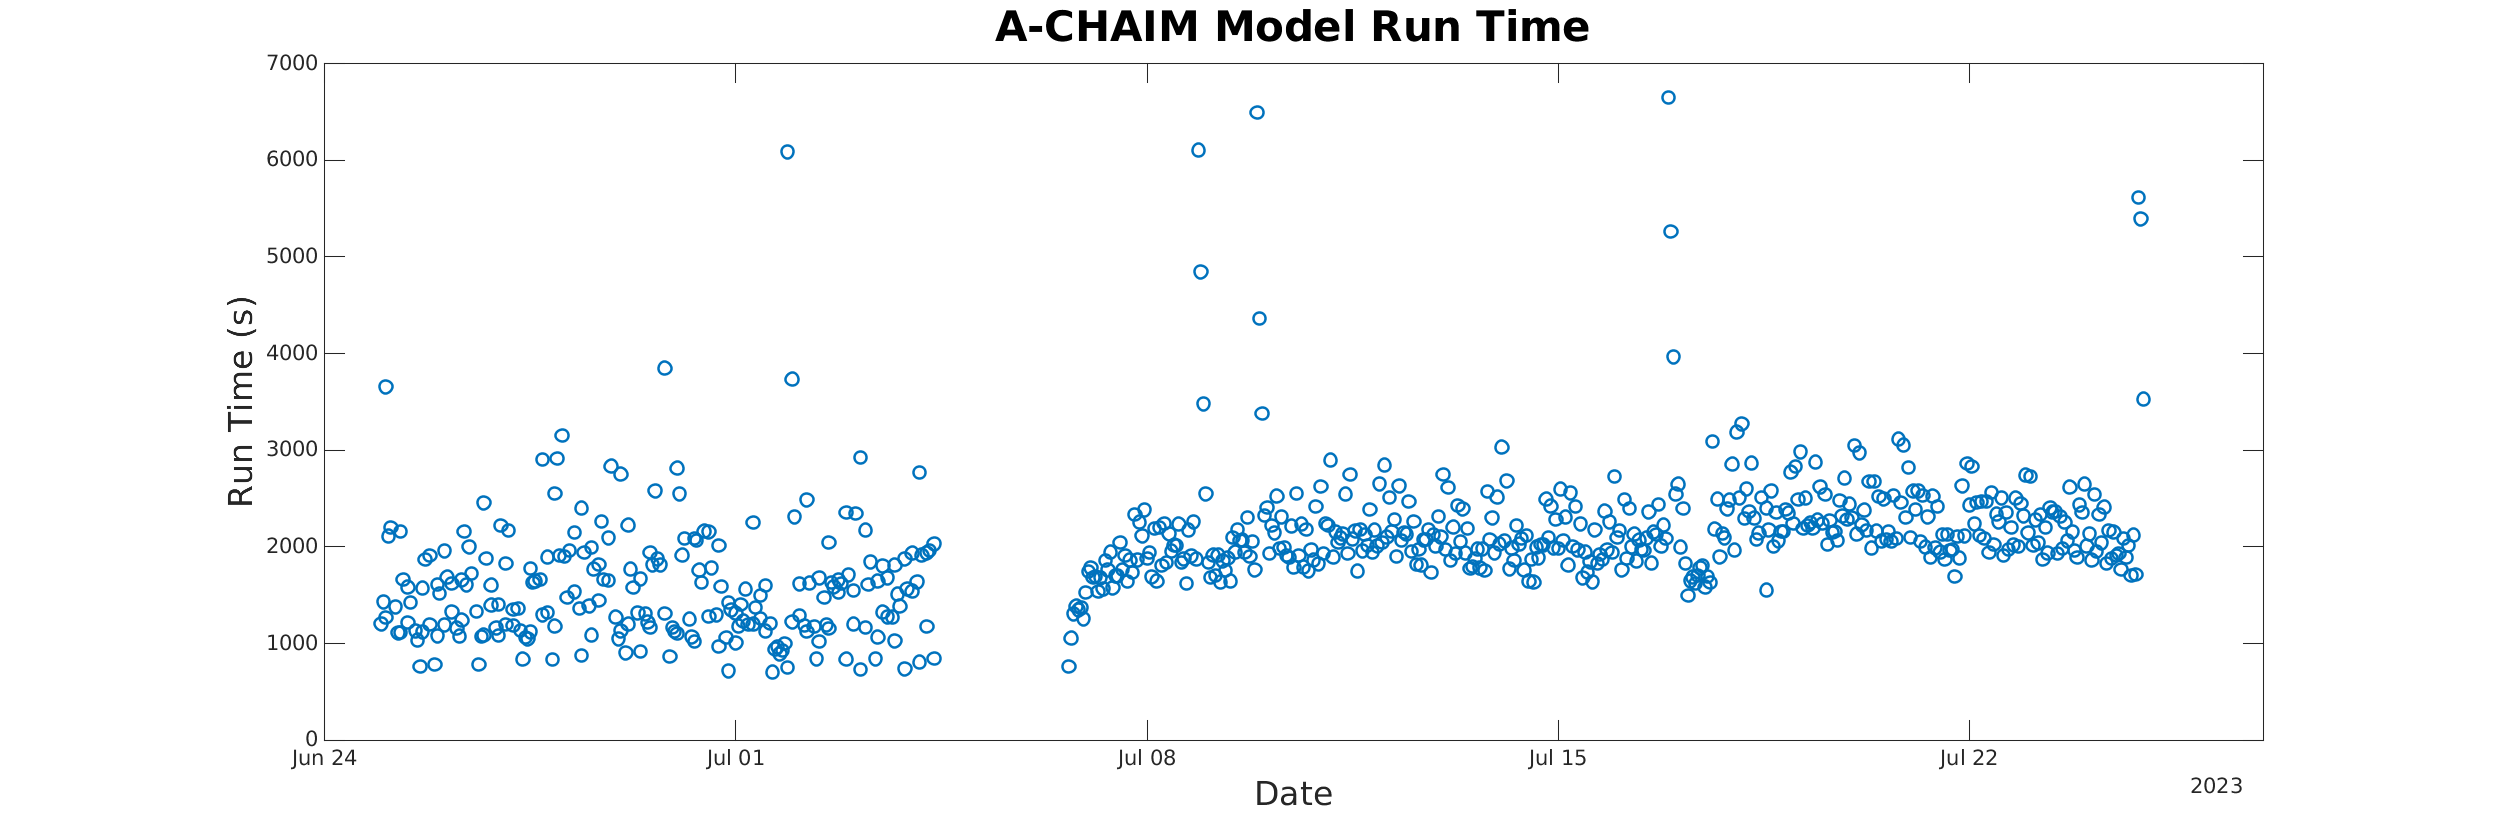 A-CHAIM Model Run Time
Run Time (s)
7000
6000
5000
4000
3000
2000
1000
0
Jun 24
Jul 01
Jul 08
Jul 15
Jul 22
2023
Date